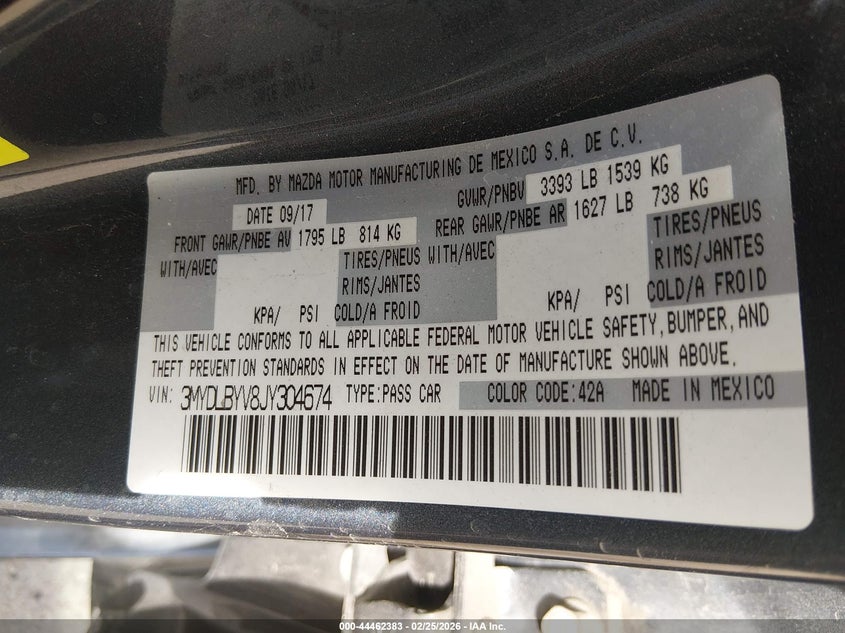 MFD. BY MAZDA MOTOR MANUFACTURING DE MEXICO S.A. DE C.V.
DATE 09/17 GVWR/PNBV 3393 LB 1539 KG
FRONT GAWR/PNBE AV 1795 LB 814 KG REAR GAWR/PNBE AR 1627 LB 738 KG
WITH/AVEC TIRES/PNEUS WITH/AVEC TIRES/PNEUS
RIMS/JANTES RIMS/JANTES
KPA/ PSI COLD/A FROID KPA/ PSI COLD/A FROID
THIS VEHICLE CONFORMS TO ALL APPLICABLE FEDERAL MOTOR VEHICLE SAFETY, BUMPER, AND
THEFT PREVENTION STANDARDS IN EFFECT ON THE DATE OF MANUFACTURE SHOWN ABOVE.
VIN: 3MYDLBYV8JY304674 TYPE:PASS CAR COLOR CODE:42A MADE IN MEXICO
000-44462383 - 02/25/2026 - IAA Inc.